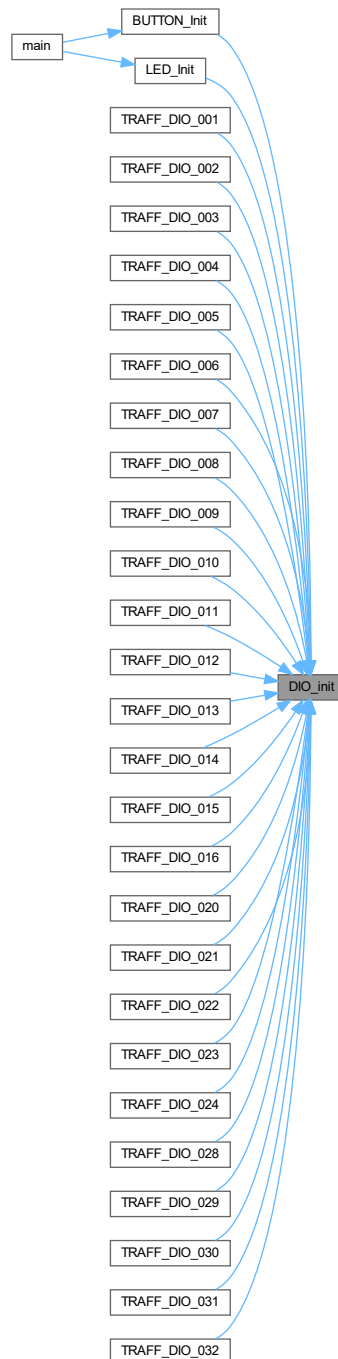 BUTTON_Init
main
LED_Init
TRAFF_DIO_001
TRAFF_DIO_002
TRAFF_DIO_003
TRAFF_DIO_004
TRAFF_DIO_005
TRAFF_DIO_006
TRAFF_DIO_007
TRAFF_DIO_008
TRAFF_DIO_009
TRAFF_DIO_010
TRAFF_DIO_011
TRAFF_DIO_012
DIO_init
TRAFF_DIO_013
TRAFF_DIO_014
TRAFF_DIO_015
TRAFF_DIO_016
TRAFF_DIO_020
TRAFF_DIO_021
TRAFF_DIO_022
TRAFF_DIO_023
TRAFF_DIO_024
TRAFF_DIO_028
TRAFF_DIO_029
TRAFF_DIO_030
TRAFF_DIO_031
TRAFF_DIO_032